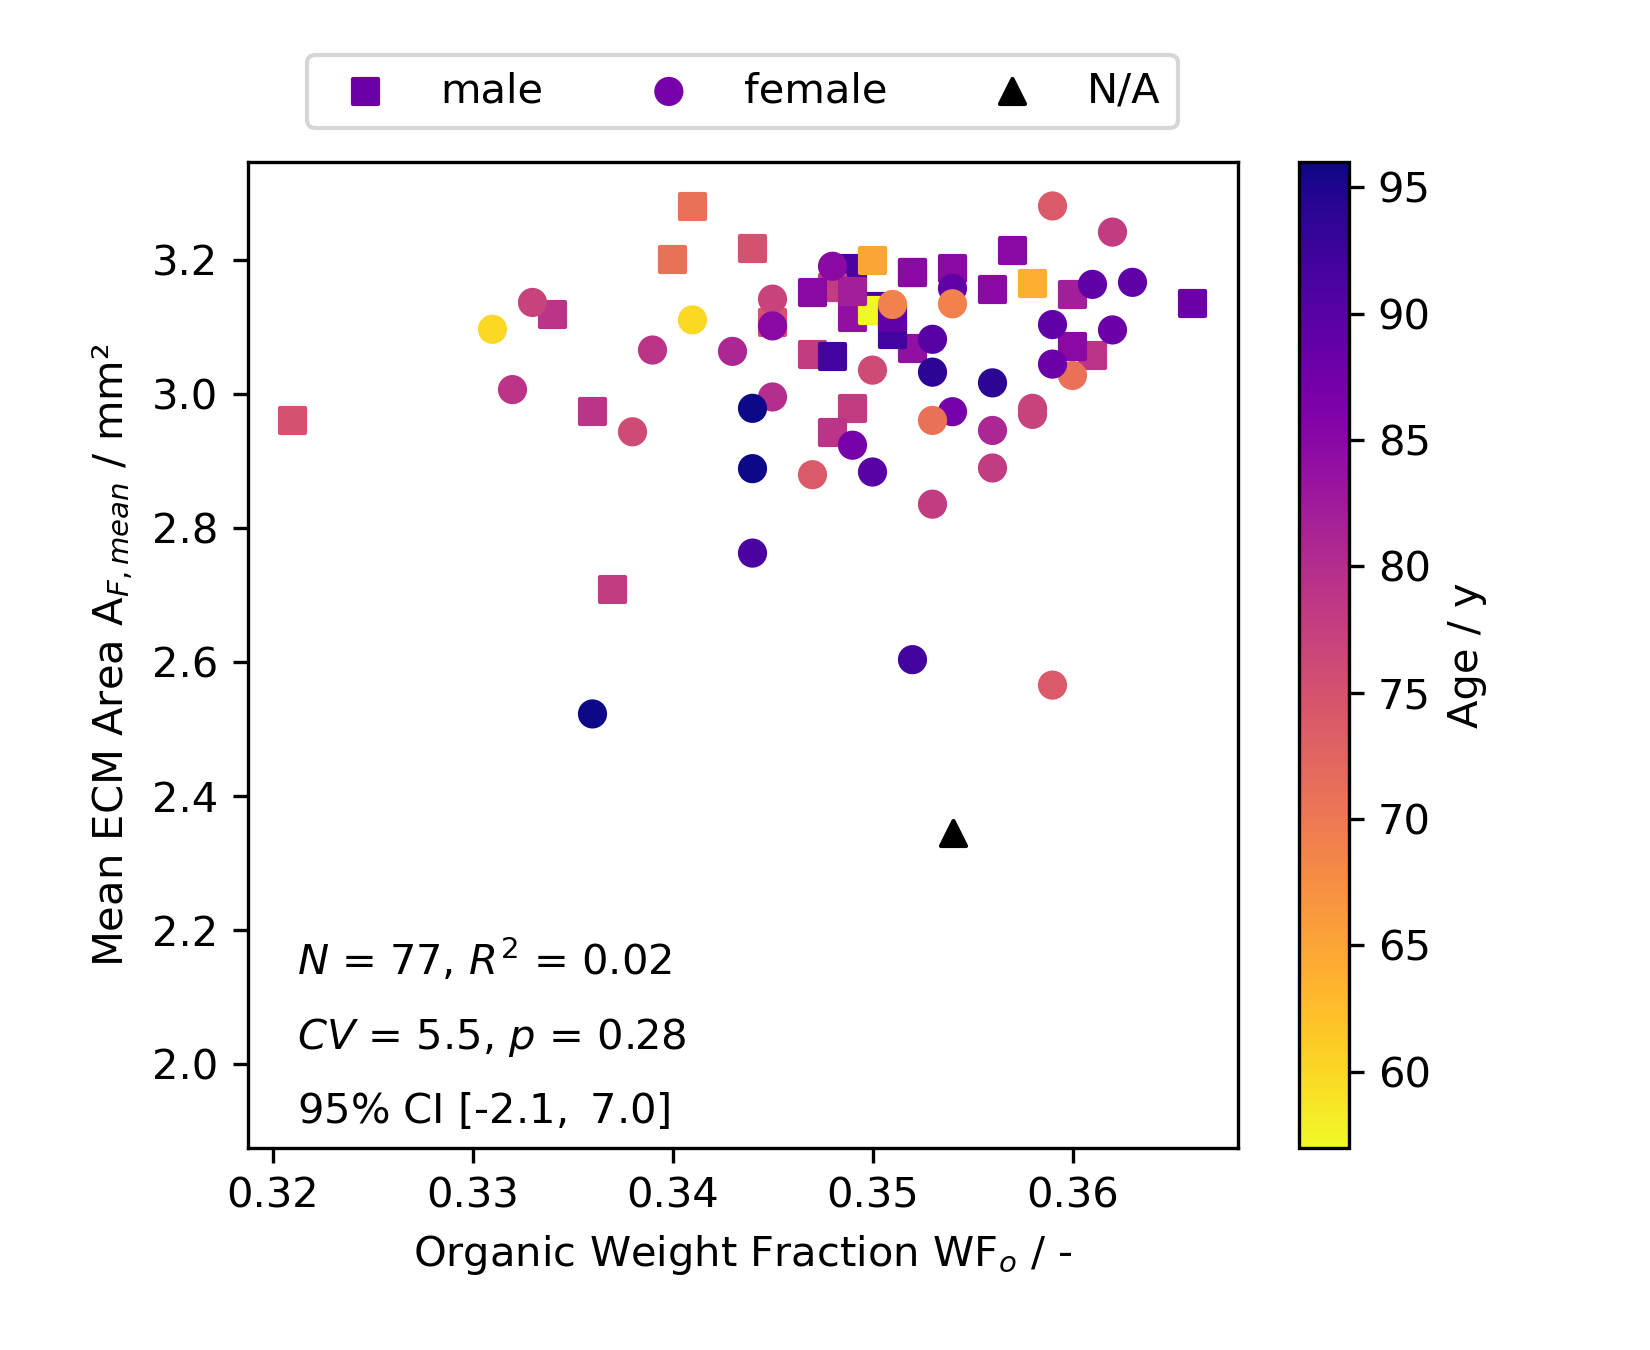 male female N/A
Mean ECM Area A_F,mean / mm²
3.2
3.0
2.8
2.6
2.4
2.2
2.0
N = 77, R² = 0.02
CV = 5.5, p = 0.28
95% CI [-2.1, 7.0]
0.32 0.33 0.34 0.35 0.36
Organic Weight Fraction WFₒ / -
95
90
85
80
75
70
65
60
Age / y